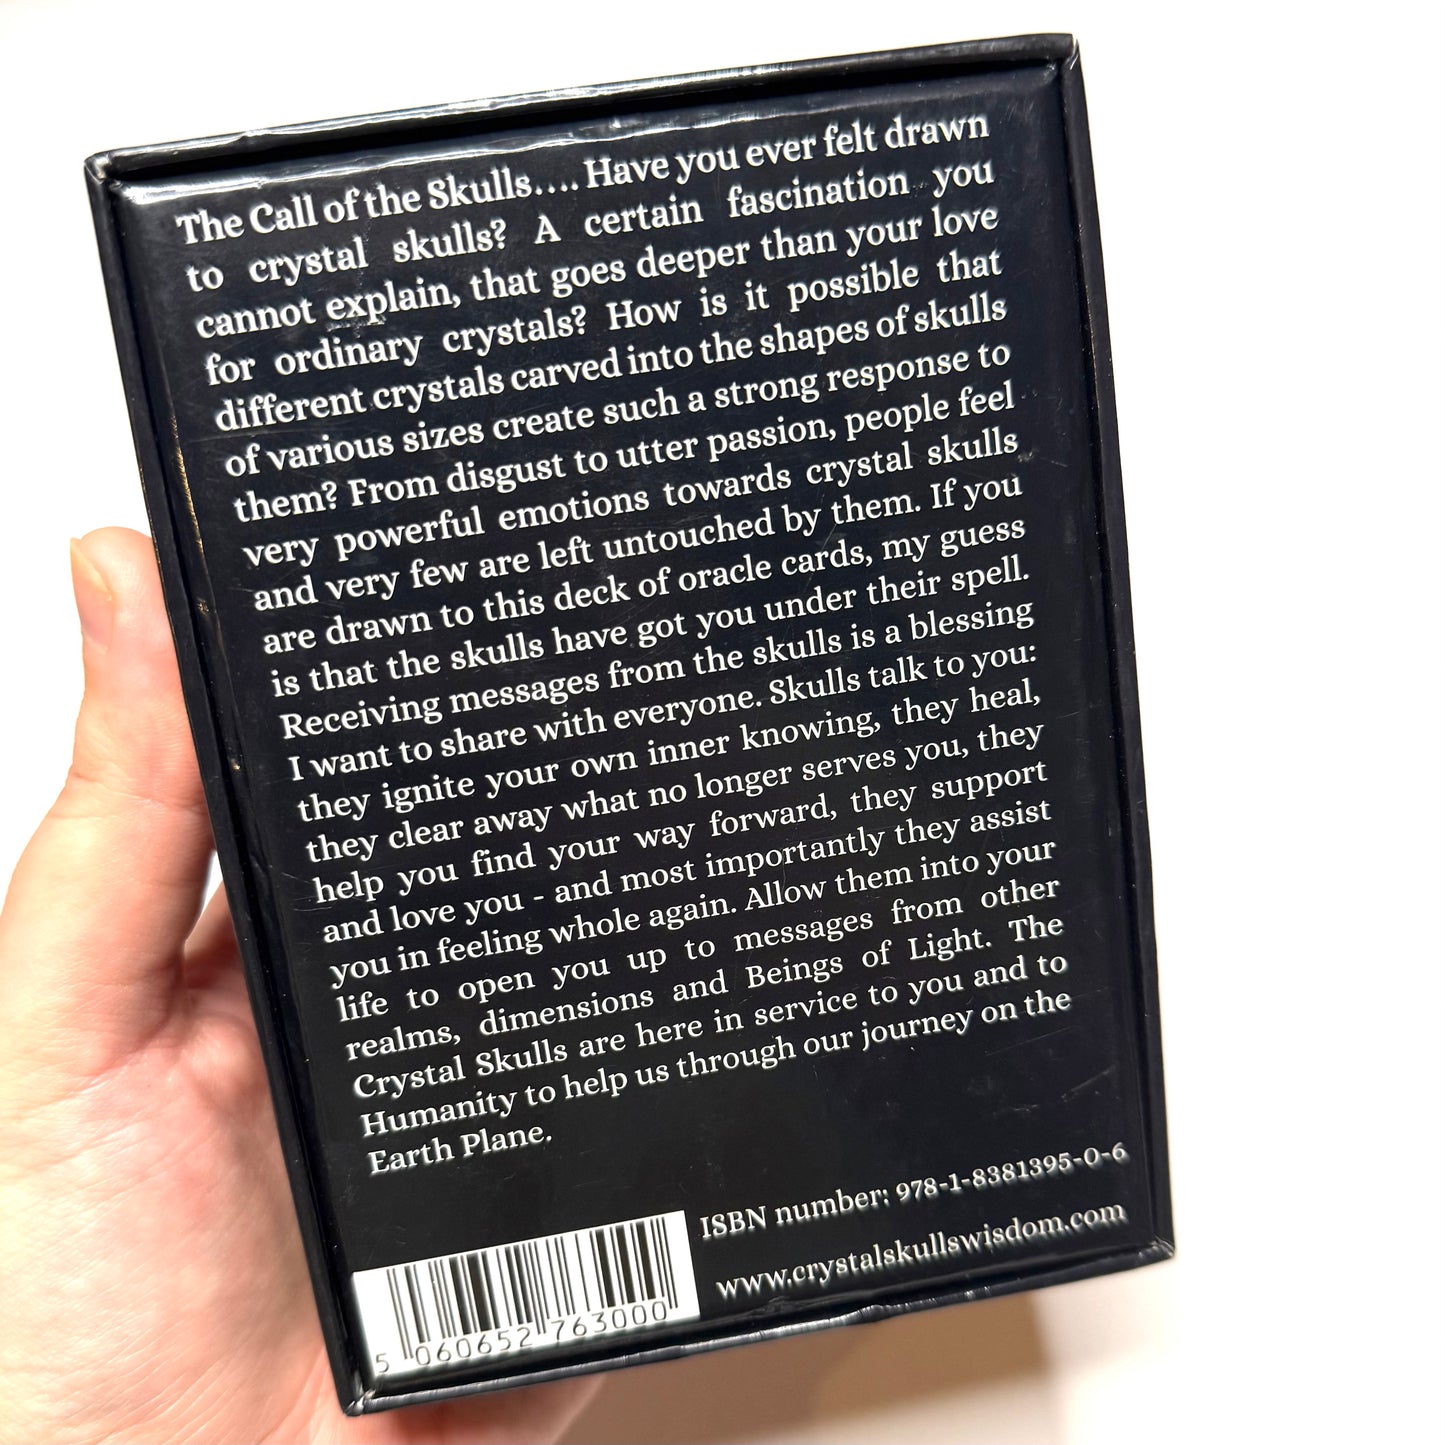 The Call of the Skulls.... Have you ever felt drawn
to crystal skulls? A certain fascination you
cannot explain, that goes deeper than your love
for ordinary crystals? How is it possible that
different crystals carved into the shapes of skulls
of various sizes create such a strong response to
them? From disgust to utter passion, people feel
very powerful emotions towards crystal skulls
and very few are left untouched by them. If you
are drawn to this deck of oracle cards, my guess
is that the skulls have got you under their spell.
Receiving messages from the skulls is a blessing
I want to share with everyone. Skulls talk to you:
they ignite your own inner knowing, they heal,
they clear away what no longer serves you, they
help you find your way forward, they support
and love you - and most importantly they assist
you in feeling whole again. Allow them into your
life to open you up to messages from other
realms, dimensions and Beings of Light. The
Crystal Skulls are here in service to you and to
Humanity to help us through our journey on the
Earth Plane.
ISBN number: 978-1-8381395-0-6
www.crystalskullswisdom.com
5 060652 763000